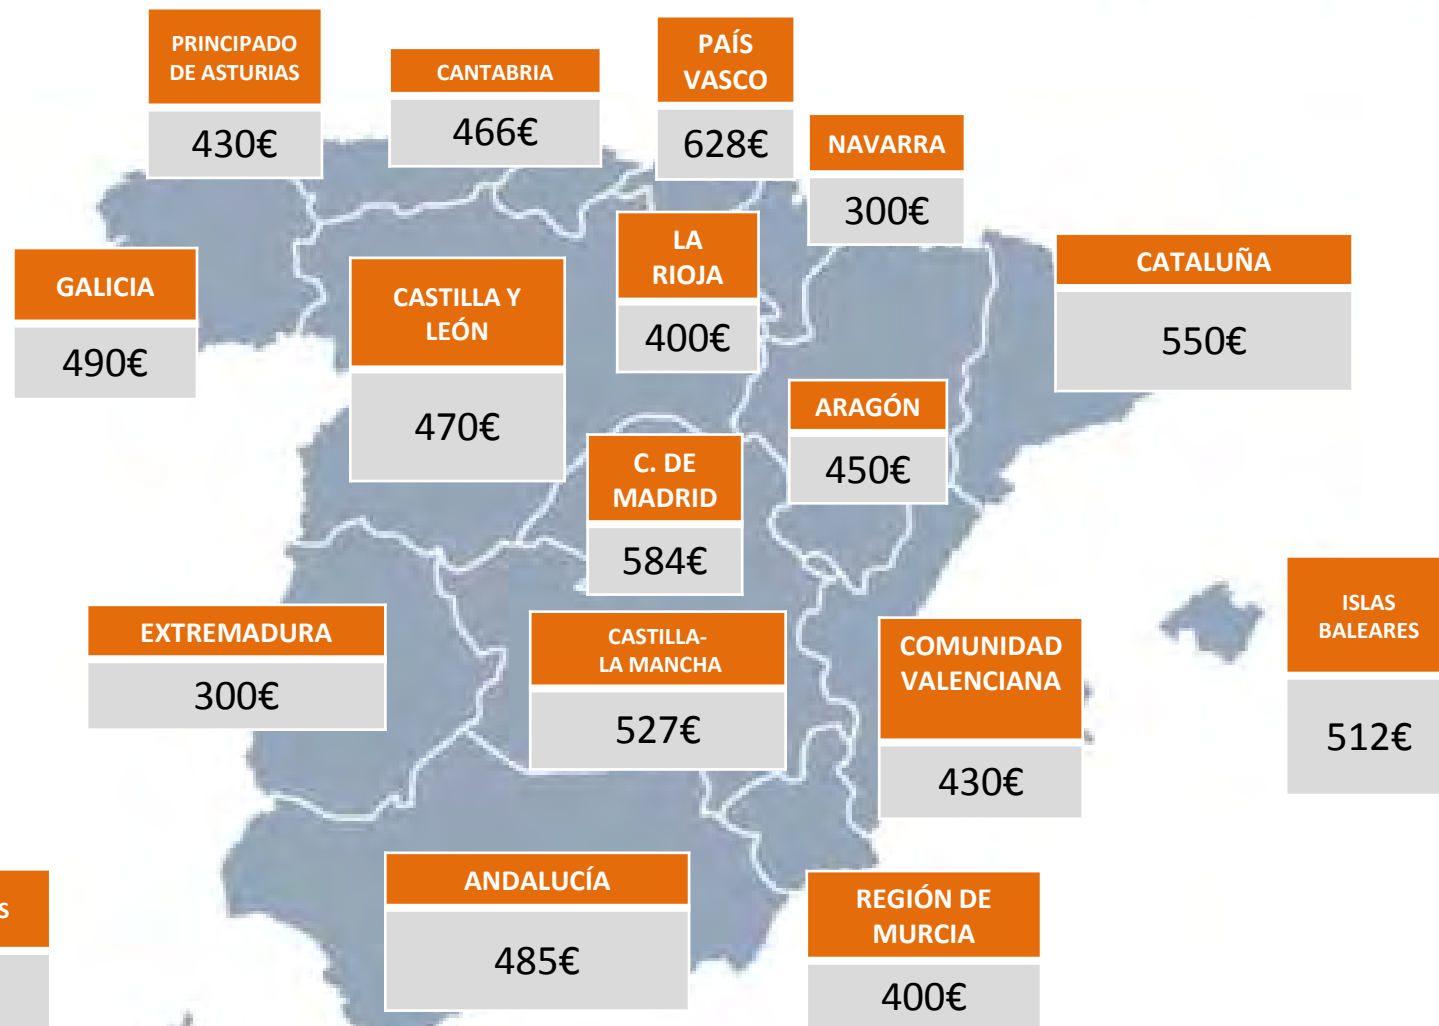 PRINCIPADO
DE ASTURIAS
430€
CANTABRIA
466€
PAÍS
VASCO
628€
NAVARRA
300€
GALICIA
490€
CASTILLA Y
LEÓN
470€
LA
RIOJA
400€
CATALUÑA
550€
ARAGÓN
450€
C. DE
MADRID
584€
EXTREMADURA
300€
CASTILLA-
LA MANCHA
527€
COMUNIDAD
VALENCIANA
430€
ISLAS
BALEARES
512€
S
ANDALUCÍA
485€
REGIÓN DE
MURCIA
400€